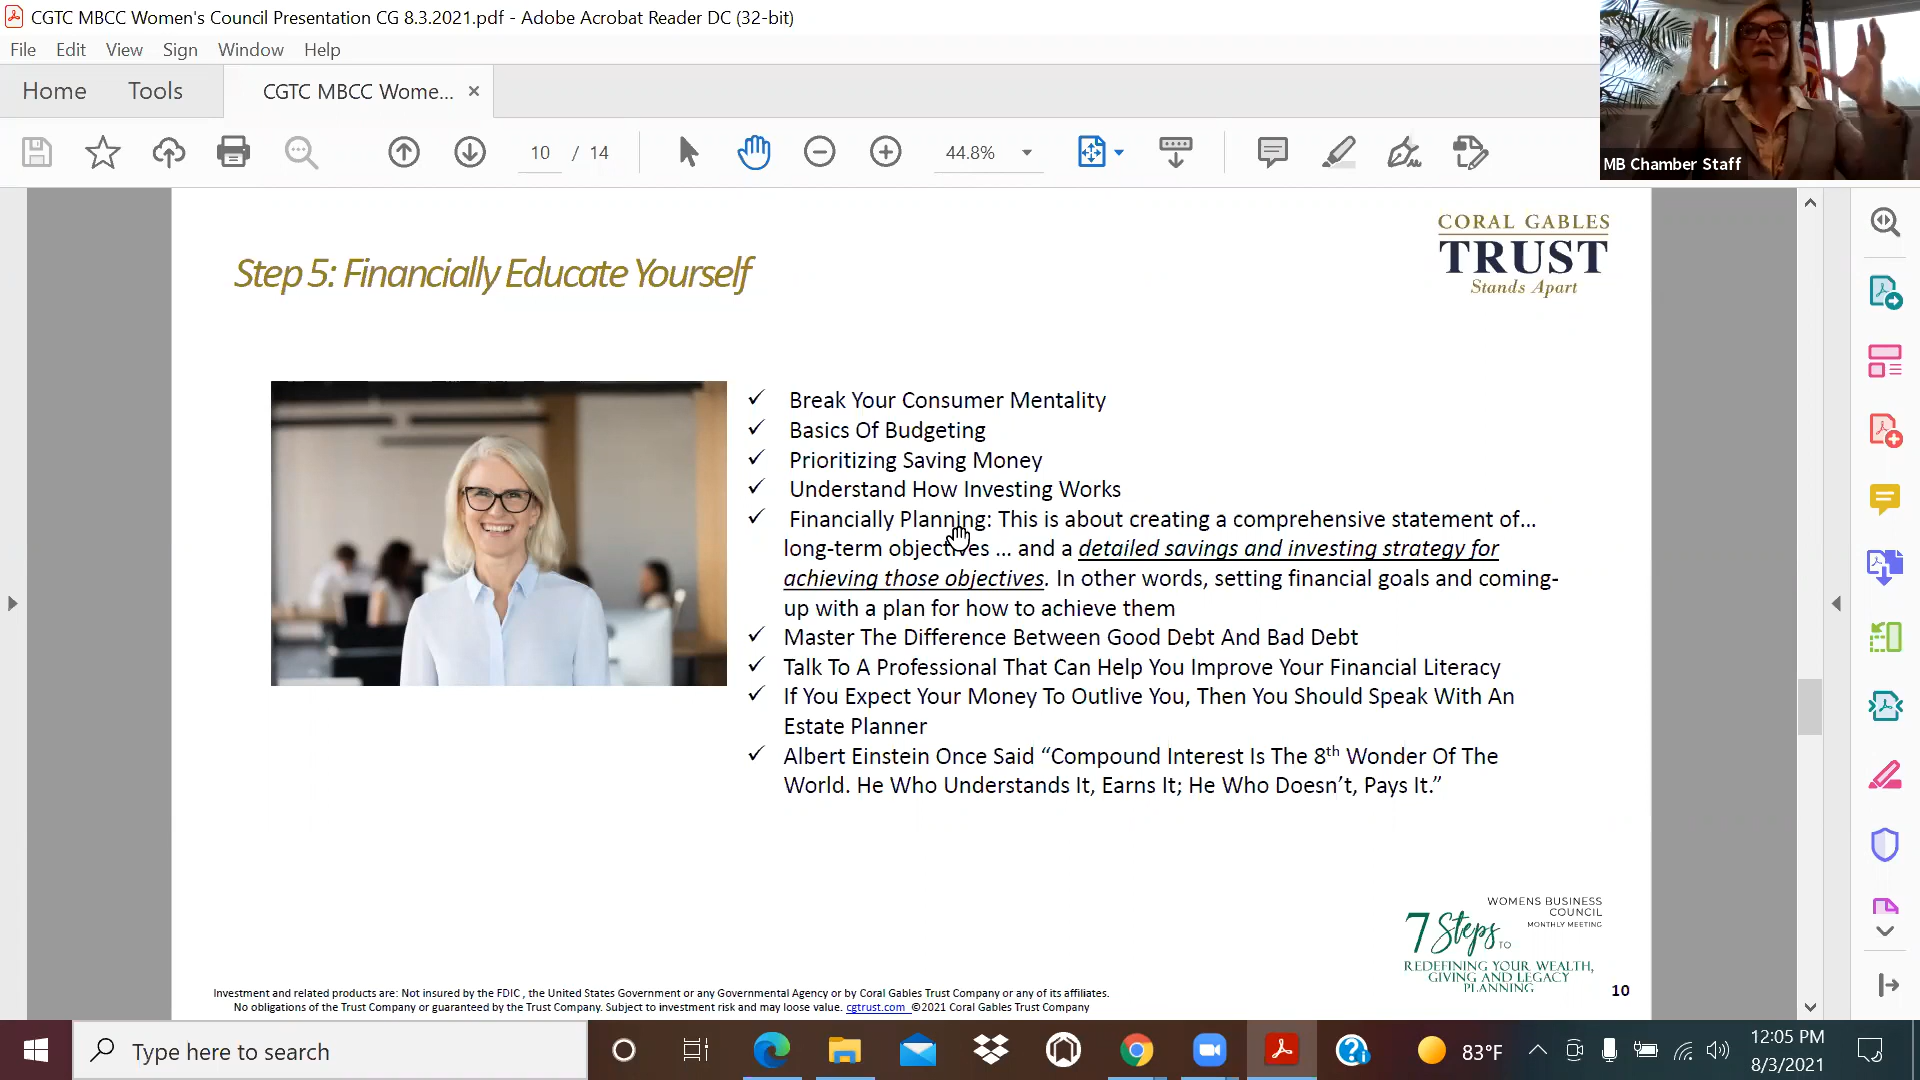 CGTC MBCC Women's Council Presentation CG 8.3.2021.pdf - Adobe Acrobat Reader DC (32-bit)
File Edit View Sign Window Help
Home Tools CGTC MBCC Wome... ×
10 / 14 44.8%
MB Chamber Staff
CORAL GABLES
TRUST
Stands Apart
Step 5: Financially Educate Yourself
✓ Break Your Consumer Mentality
✓ Basics Of Budgeting
✓ Prioritizing Saving Money
✓ Understand How Investing Works
✓ Financially Planning: This is about creating a comprehensive statement of…
long-term objectives … and a detailed savings and investing strategy for
achieving those objectives. In other words, setting financial goals and coming-
up with a plan for how to achieve them
✓ Master The Difference Between Good Debt And Bad Debt
✓ Talk To A Professional That Can Help You Improve Your Financial Literacy
✓ If You Expect Your Money To Outlive You, Then You Should Speak With An
Estate Planner
✓ Albert Einstein Once Said “Compound Interest Is The 8th Wonder Of The
World. He Who Understands It, Earns It; He Who Doesn’t, Pays It.”
WOMENS BUSINESS
COUNCIL
MONTHLY MEETING
7 Steps TO
REDEFINING YOUR WEALTH,
GIVING AND LEGACY
PLANNING
Investment and related products are: Not insured by the FDIC , the United States Government or any Governmental Agency or by Coral Gables Trust Company or any of its affiliates.
No obligations of the Trust Company or guaranteed by the Trust Company. Subject to investment risk and may loose value. cgtrust.com ©2021 Coral Gables Trust Company
10
Type here to search
83°F
12:05 PM
8/3/2021